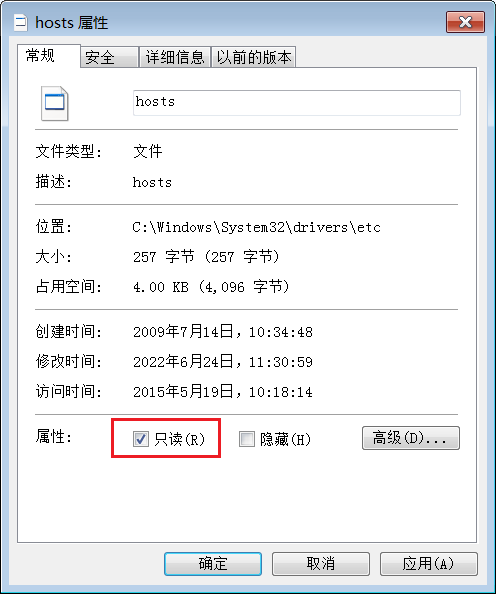 hosts 属性
常规 安全 详细信息 以前的版本
hosts
文件类型: 文件
描述: hosts
位置: C:\Windows\System32\drivers\etc
大小: 257 字节 (257 字节)
占用空间: 4.00 KB (4,096 字节)
创建时间: 2009年7月14日, 10:34:48
修改时间: 2022年6月24日, 11:30:59
访问时间: 2015年5月19日, 10:18:14
属性: 只读(R) 隐藏(H) 高级(D)...
确定 取消 应用(A)